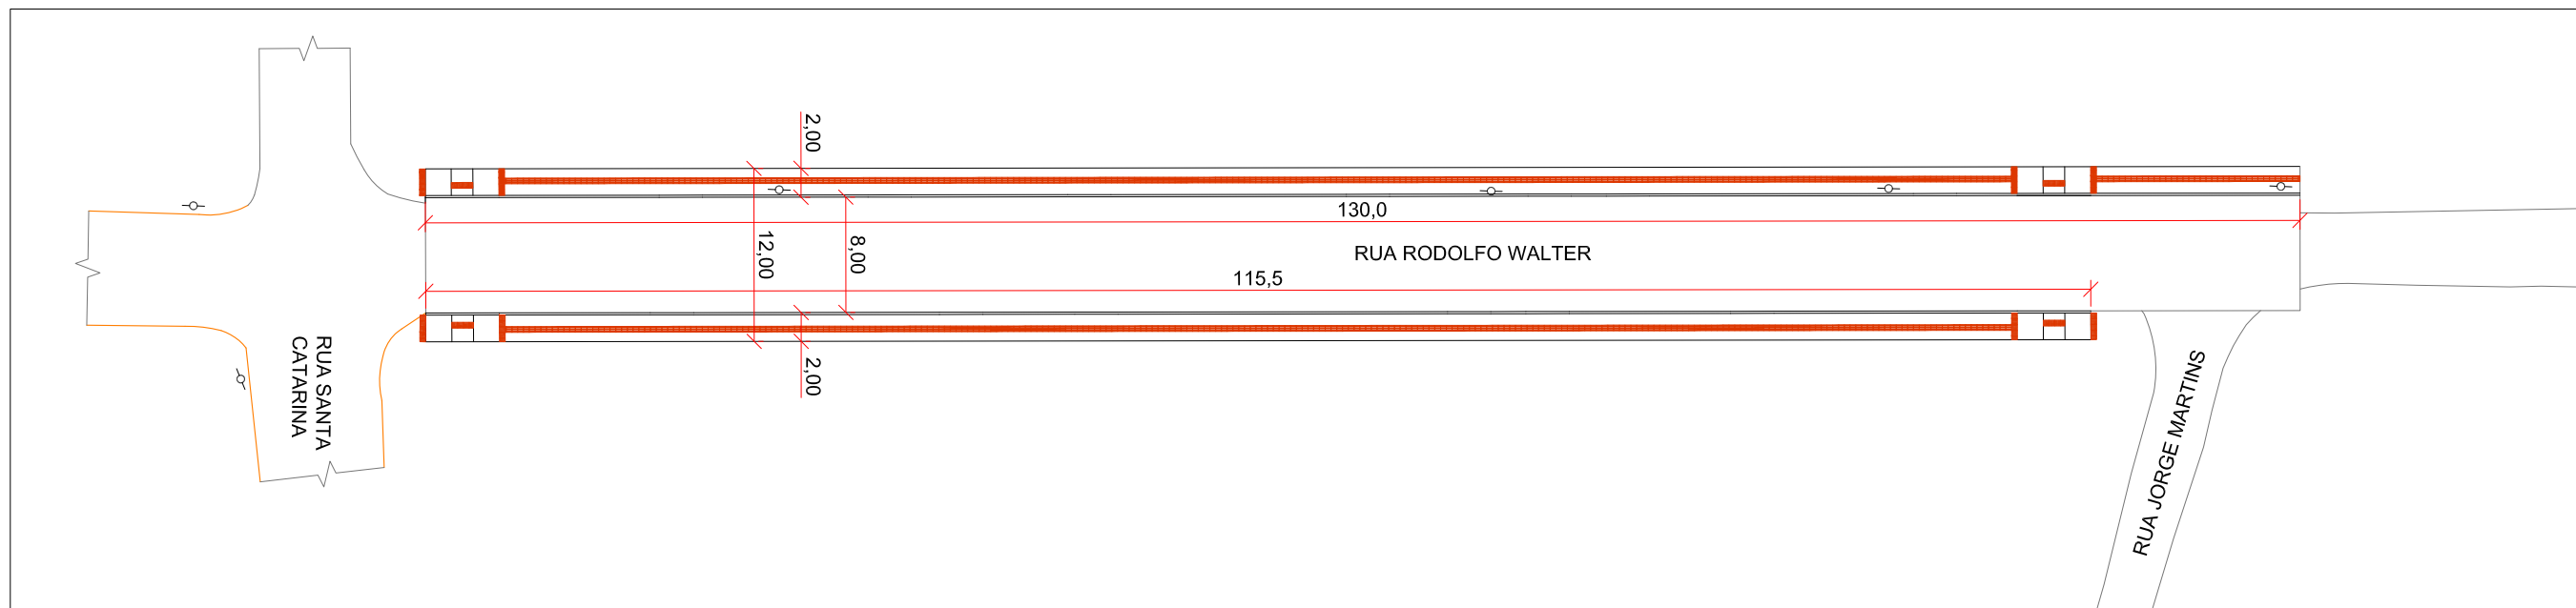 2,00
130,0
12,00
8,00
RUA RODOLFO WALTER
115,5
RUA SANTA
CATARINA
2,00
RUA JORGE MARTINS